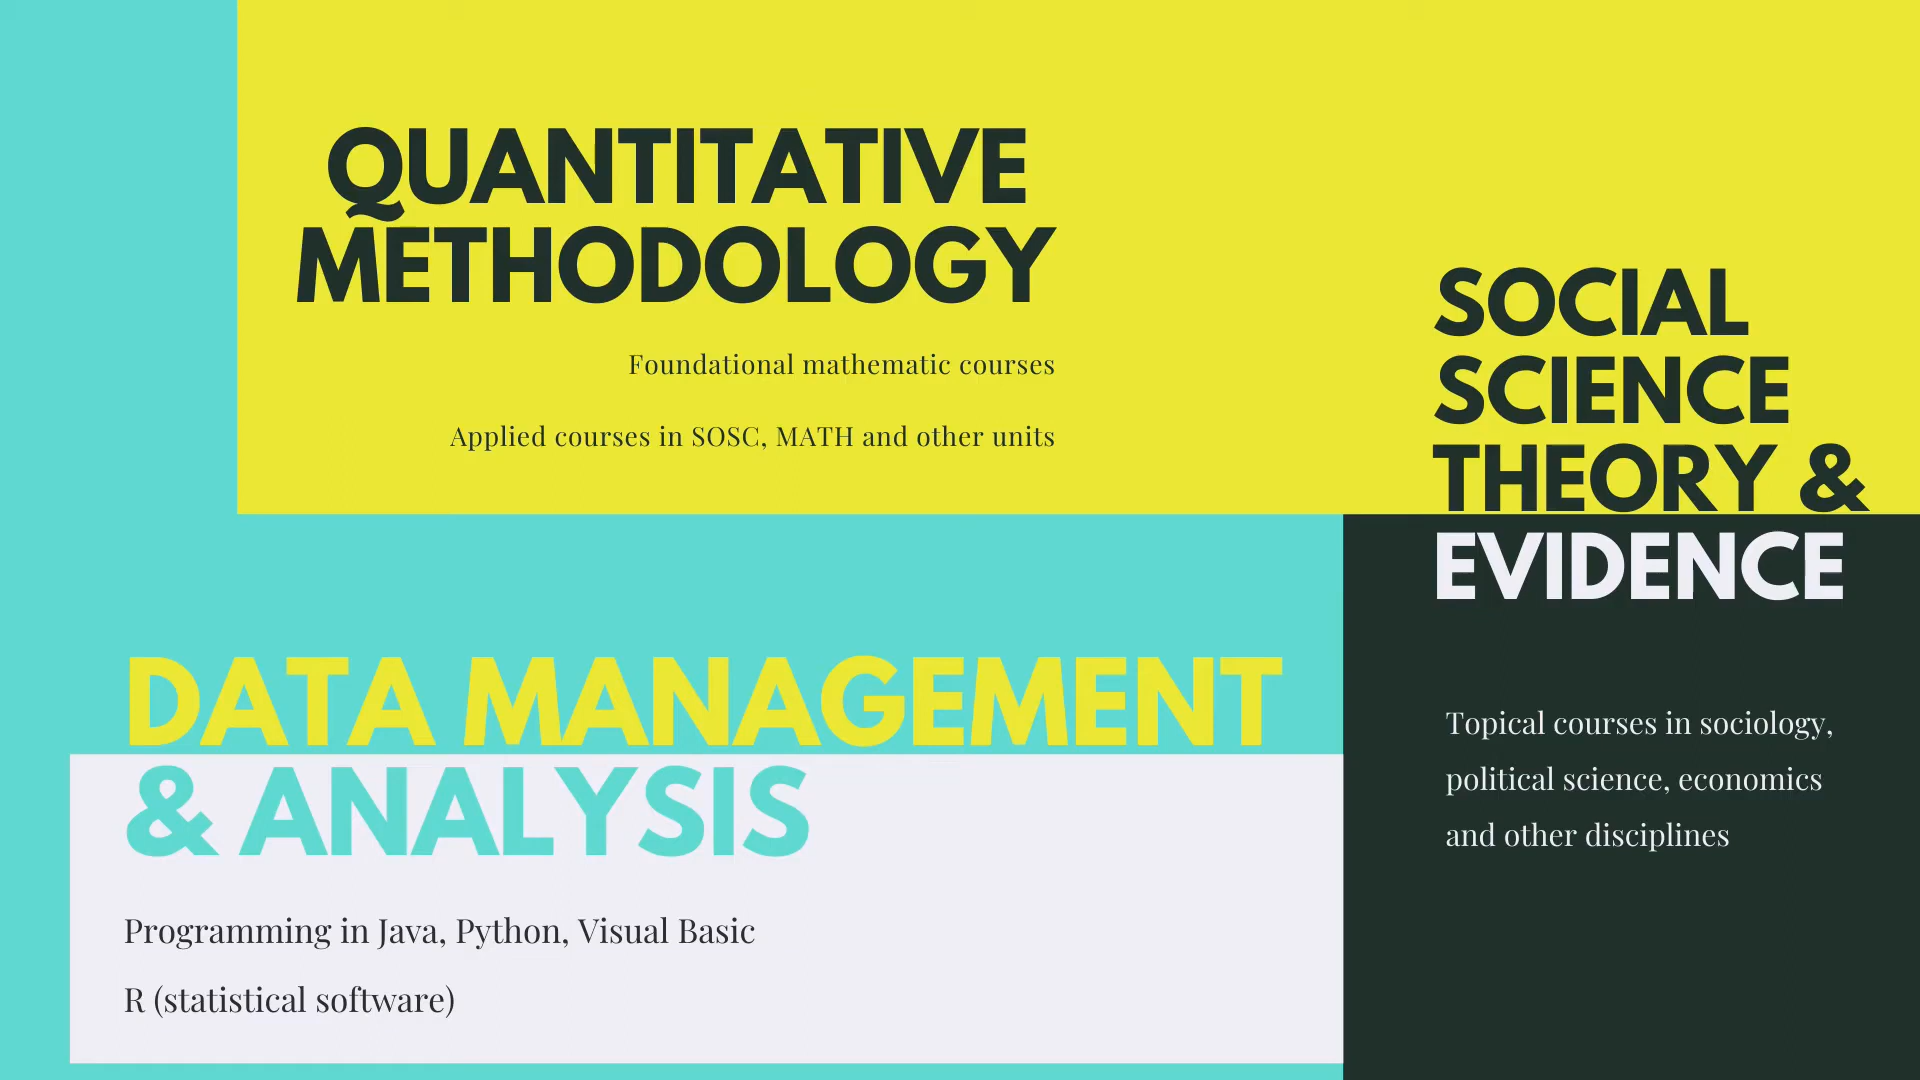 QUANTITATIVE
METHODOLOGY
Foundational mathematic courses
Applied courses in SOSC, MATH and other units
SOCIAL
SCIENCE
THEORY &
EVIDENCE
Topical courses in sociology,
political science, economics
and other disciplines
DATA MANAGEMENT
& ANALYSIS
Programming in Java, Python, Visual Basic
R (statistical software)